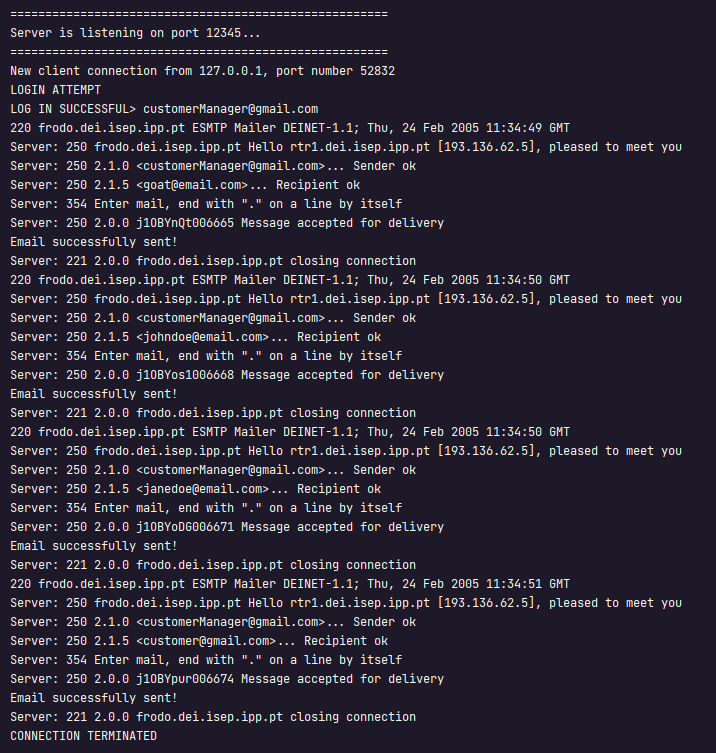 ======================================================
Server is listening on port 12345...
======================================================
New client connection from 127.0.0.1, port number 52832
LOGIN ATTEMPT
LOG IN SUCCESSFUL> customerManager@gmail.com
220 frodo.dei.isep.ipp.pt ESMTP Mailer DEINET-1.1; Thu, 24 Feb 2005 11:34:49 GMT
Server: 250 frodo.dei.isep.ipp.pt Hello rtr1.dei.isep.ipp.pt [193.136.62.5], pleased to meet you
Server: 250 2.1.0 <customerManager@gmail.com>... Sender ok
Server: 250 2.1.5 <goat@email.com>... Recipient ok
Server: 354 Enter mail, end with "." on a line by itself
Server: 250 2.0.0 j1OBYnQt006665 Message accepted for delivery
Email successfully sent!
Server: 221 2.0.0 frodo.dei.isep.ipp.pt closing connection
220 frodo.dei.isep.ipp.pt ESMTP Mailer DEINET-1.1; Thu, 24 Feb 2005 11:34:50 GMT
Server: 250 frodo.dei.isep.ipp.pt Hello rtr1.dei.isep.ipp.pt [193.136.62.5], pleased to meet you
Server: 250 2.1.0 <customerManager@gmail.com>... Sender ok
Server: 250 2.1.5 <johndoe@email.com>... Recipient ok
Server: 354 Enter mail, end with "." on a line by itself
Server: 250 2.0.0 j1OBYos1006668 Message accepted for delivery
Email successfully sent!
Server: 221 2.0.0 frodo.dei.isep.ipp.pt closing connection
220 frodo.dei.isep.ipp.pt ESMTP Mailer DEINET-1.1; Thu, 24 Feb 2005 11:34:50 GMT
Server: 250 frodo.dei.isep.ipp.pt Hello rtr1.dei.isep.ipp.pt [193.136.62.5], pleased to meet you
Server: 250 2.1.0 <customerManager@gmail.com>... Sender ok
Server: 250 2.1.5 <janedoe@email.com>... Recipient ok
Server: 354 Enter mail, end with "." on a line by itself
Server: 250 2.0.0 j1OBYoDG006671 Message accepted for delivery
Email successfully sent!
Server: 221 2.0.0 frodo.dei.isep.ipp.pt closing connection
220 frodo.dei.isep.ipp.pt ESMTP Mailer DEINET-1.1; Thu, 24 Feb 2005 11:34:51 GMT
Server: 250 frodo.dei.isep.ipp.pt Hello rtr1.dei.isep.ipp.pt [193.136.62.5], pleased to meet you
Server: 250 2.1.0 <customerManager@gmail.com>... Sender ok
Server: 250 2.1.5 <customer@gmail.com>... Recipient ok
Server: 354 Enter mail, end with "." on a line by itself
Server: 250 2.0.0 j1OBYpur006674 Message accepted for delivery
Email successfully sent!
Server: 221 2.0.0 frodo.dei.isep.ipp.pt closing connection
CONNECTION TERMINATED